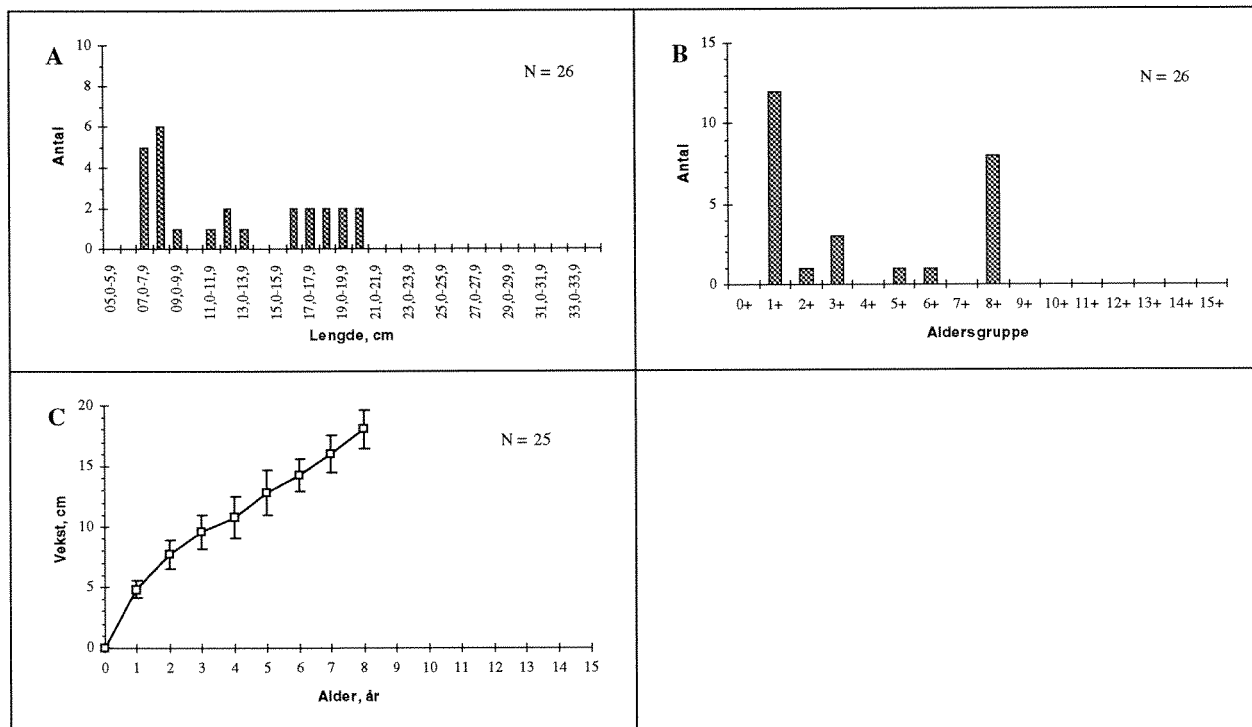 A
N = 26
Antal
10
8
6
4
2
0
05,0-5,9
07,0-7,9
09,0-9,9
11,0-11,9
13,0-13,9
15,0-15,9
17,0-17,9
19,0-19,9
21,0-21,9
23,0-23,9
25,0-25,9
27,0-27,9
29,0-29,9
31,0-31,9
33,0-33,9
Lengde, cm
B
N = 26
Antal
15
10
5
0
0+ 1+ 2+ 3+ 4+ 5+ 6+ 7+ 8+ 9+ 10+ 11+ 12+ 13+ 14+ 15+
Aldersgruppe
C
N = 25
Vekst, cm
20
15
10
5
0
0 1 2 3 4 5 6 7 8 9 10 11 12 13 14 15
Alder, år